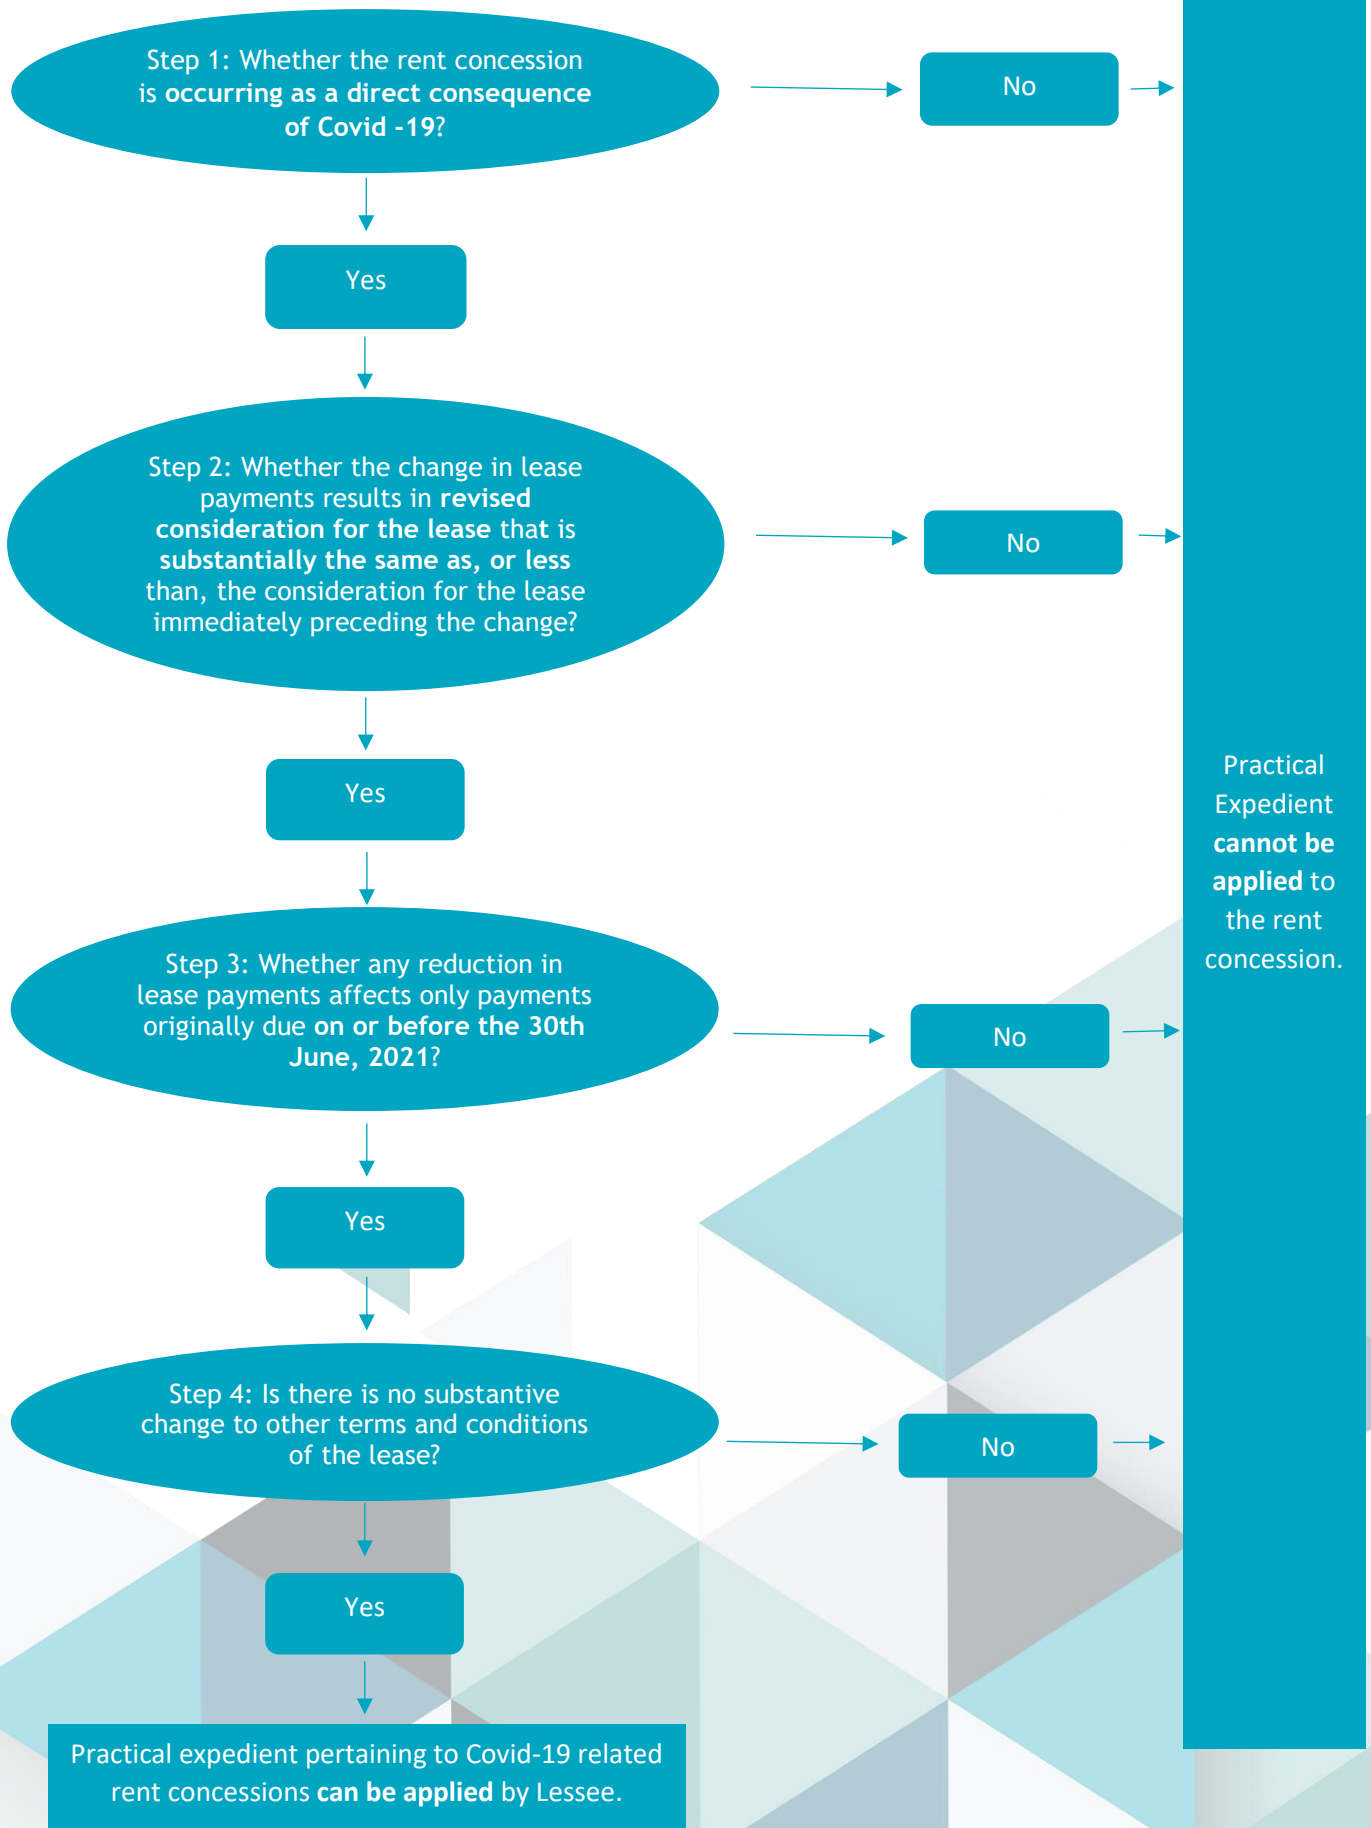 Step 1: Whether the rent concession
is occurring as a direct consequence
of Covid -19?
No
Yes
Step 2: Whether the change in lease
payments results in revised
consideration for the lease that is
substantially the same as, or less
than, the consideration for the lease
immediately preceding the change?
No
Yes
Step 3: Whether any reduction in
lease payments affects only payments
originally due on or before the 30th
June, 2021?
No
Yes
Step 4: Is there is no substantive
change to other terms and conditions
of the lease?
No
Yes
Practical expedient pertaining to Covid-19 related
rent concessions can be applied by Lessee.
Practical
Expedient
cannot be
applied to
the rent
concession.